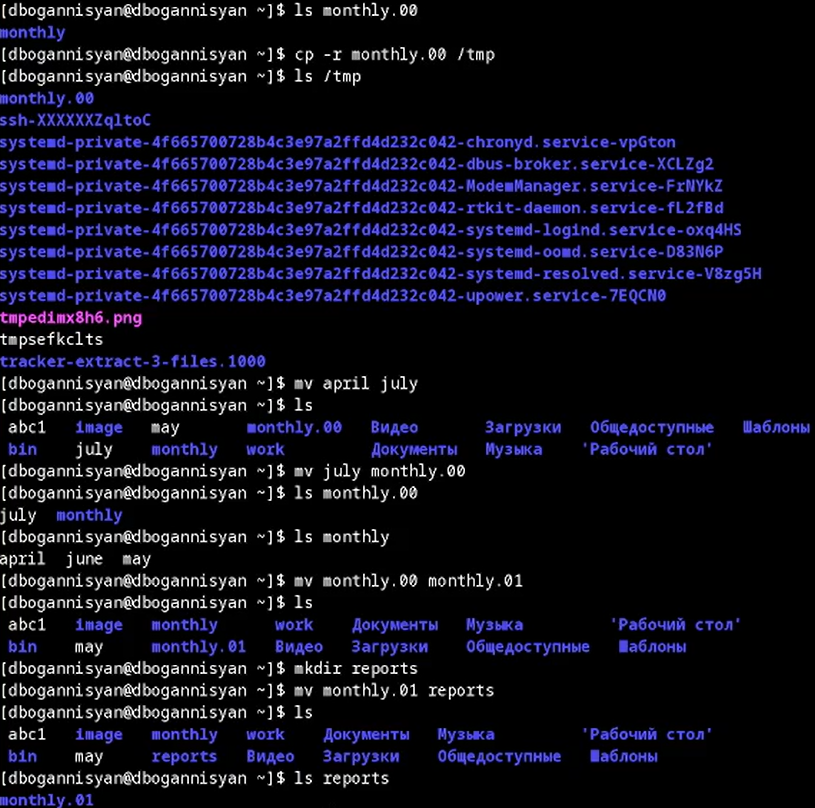 [dbogannisyan@dbogannisyan ~]$ ls monthly.00
monthly
[dbogannisyan@dbogannisyan ~]$ cp -r monthly.00 /tmp
[dbogannisyan@dbogannisyan ~]$ ls /tmp
monthly.00
ssh-XXXXXXZqltoC
systemd-private-4f665700728b4c3e97a2ffd4d232c042-chronyd.service-vpGton
systemd-private-4f665700728b4c3e97a2ffd4d232c042-dbus-broker.service-XCLZg2
systemd-private-4f665700728b4c3e97a2ffd4d232c042-ModemManager.service-FrNYkZ
systemd-private-4f665700728b4c3e97a2ffd4d232c042-rtkit-daemon.service-fL2fBd
systemd-private-4f665700728b4c3e97a2ffd4d232c042-systemd-logind.service-oxq4HS
systemd-private-4f665700728b4c3e97a2ffd4d232c042-systemd-oomd.service-D83N6P
systemd-private-4f665700728b4c3e97a2ffd4d232c042-systemd-resolved.service-V8zg5H
systemd-private-4f665700728b4c3e97a2ffd4d232c042-upower.service-7EQCN0
tmpedimx8h6.png
tmpsefkclts
tracker-extract-3-files.1000
[dbogannisyan@dbogannisyan ~]$ mv april july
[dbogannisyan@dbogannisyan ~]$ ls
abc1 image may monthly.00 Видео Загрузки Общедоступные Шаблоны
bin july monthly work Документы Музыка 'Рабочий стол'
[dbogannisyan@dbogannisyan ~]$ mv july monthly.00
[dbogannisyan@dbogannisyan ~]$ ls monthly.00
july monthly
[dbogannisyan@dbogannisyan ~]$ ls monthly
april june may
[dbogannisyan@dbogannisyan ~]$ mv monthly.00 monthly.01
[dbogannisyan@dbogannisyan ~]$ ls
abc1 image monthly work Документы Музыка 'Рабочий стол'
bin may monthly.01 Видео Загрузки Общедоступные Шаблоны
[dbogannisyan@dbogannisyan ~]$ mkdir reports
[dbogannisyan@dbogannisyan ~]$ mv monthly.01 reports
[dbogannisyan@dbogannisyan ~]$ ls
abc1 image monthly work Документы Музыка 'Рабочий стол'
bin may reports Видео Загрузки Общедоступные Шаблоны
[dbogannisyan@dbogannisyan ~]$ ls reports
monthly.01